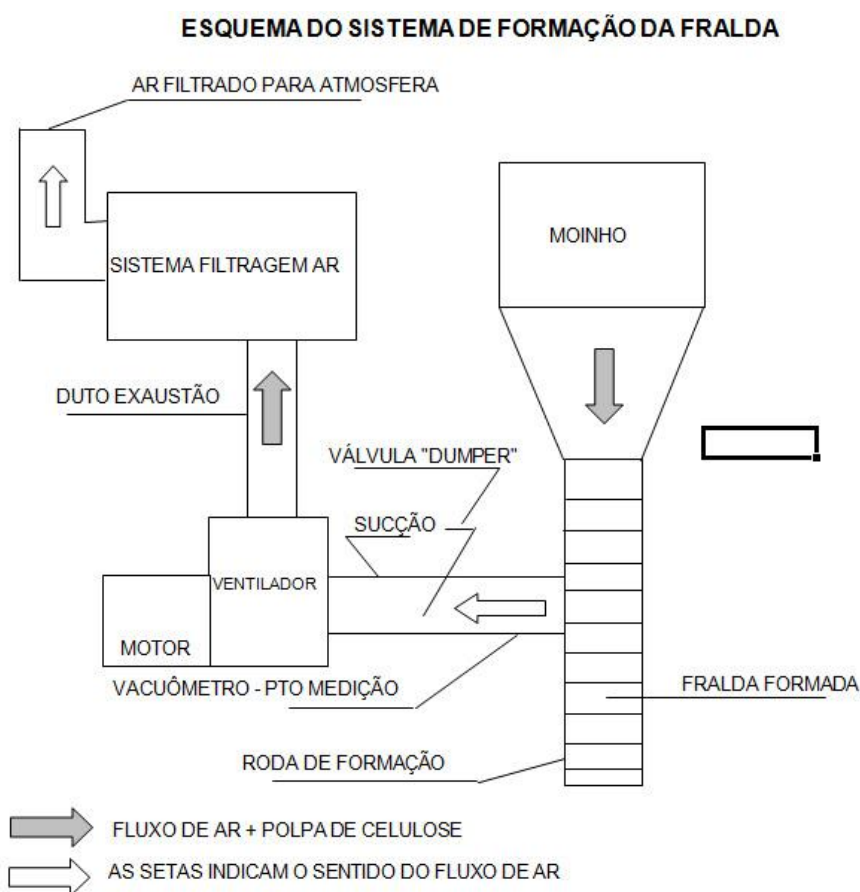 ESQUEMA DO SISTEMA DE FORMAÇÃO DA FRALDA
AR FILTRADO PARA ATMOSFERA
MOINHO
SISTEMA FILTRAGEM AR
DUTO EXAUSTÃO
VÁLVULA "DUMPER"
SUCÇÃO
VENTILADOR
MOTOR
VACUÔMETRO - PTO MEDIÇÃO
FRALDA FORMADA
RODA DE FORMAÇÃO
FLUXO DE AR + POLPA DE CELULOSE
AS SETAS INDICAM O SENTIDO DO FLUXO DE AR